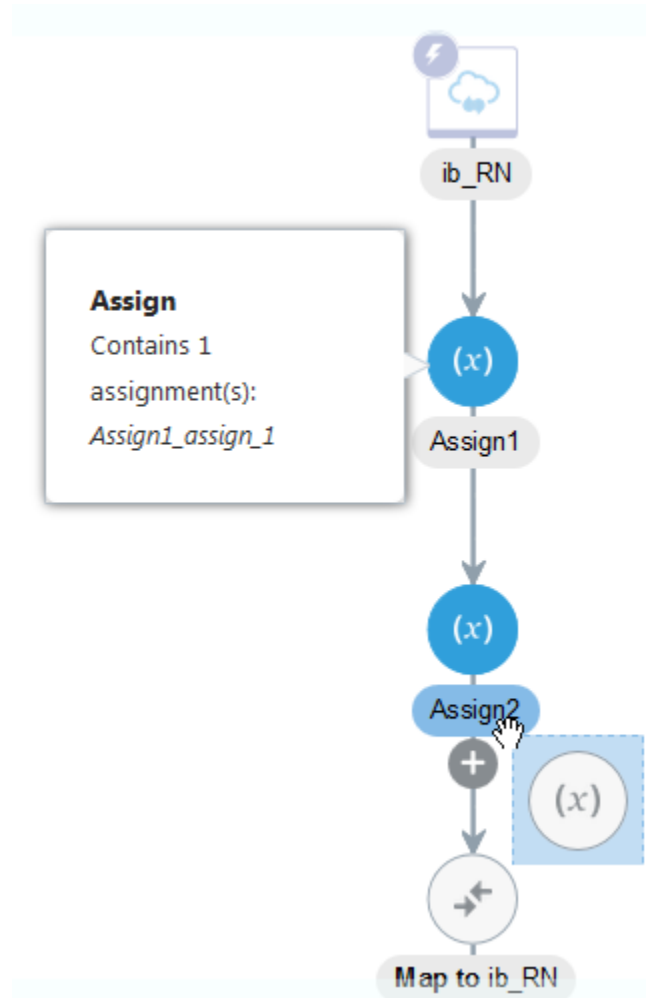 ib_RN
Assign
Contains 1
assignment(s):
Assign1_assign_1
(x)
Assign1
(x)
Assign2
(x)
Map to ib_RN